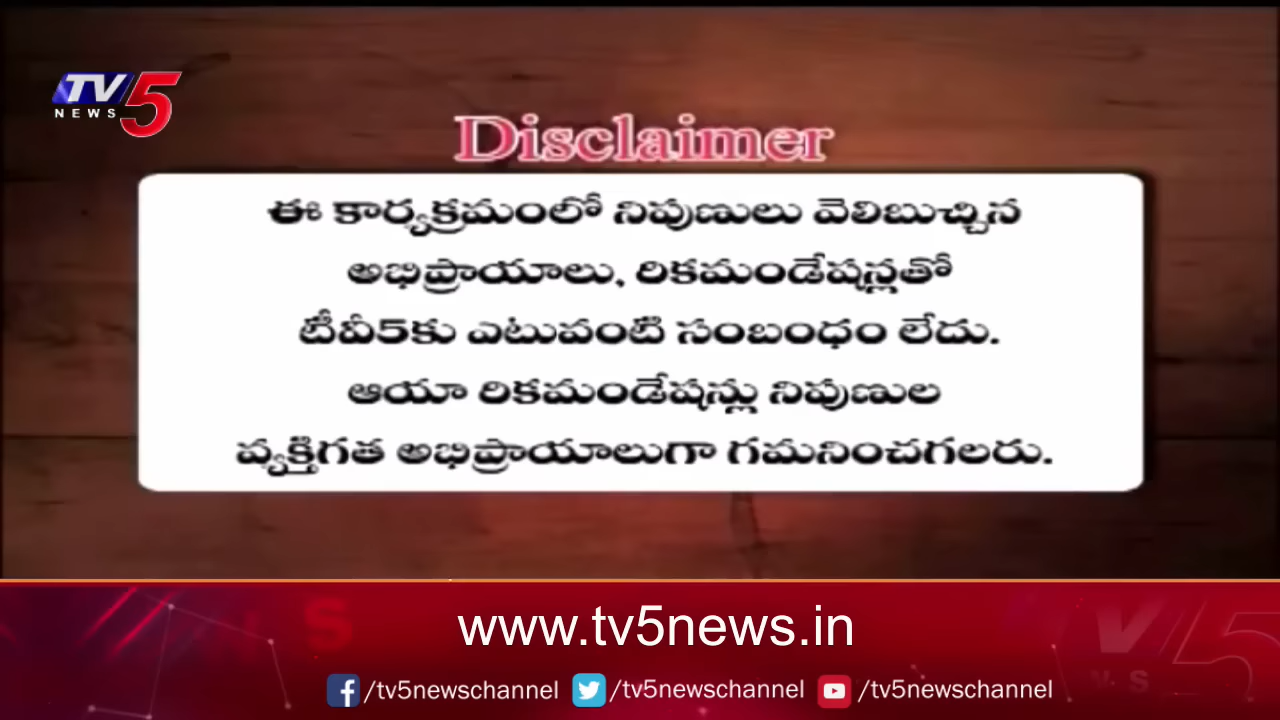 TV5
NEWS
Disclaimer
ఈ కార్యక్రమంలో నిపుణులు వెలిబుచ్చిన
అభిప్రాయాలు, రికమండేషన్లతో
టీవీ5కు ఎటువంటి సంబంధం లేదు.
ఆయా రికమండేషన్లు నిపుణుల
వ్యక్తిగత అభిప్రాయాలుగా గమనించగలరు.
www.tv5news.in
/tv5newschannel /tv5newschannel /tv5newschannel